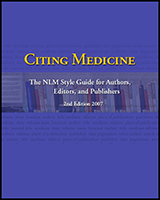 CITING MEDICINE
The NLM Style Guide for Authors,
Editors, and Publishers
2nd Edition 2007